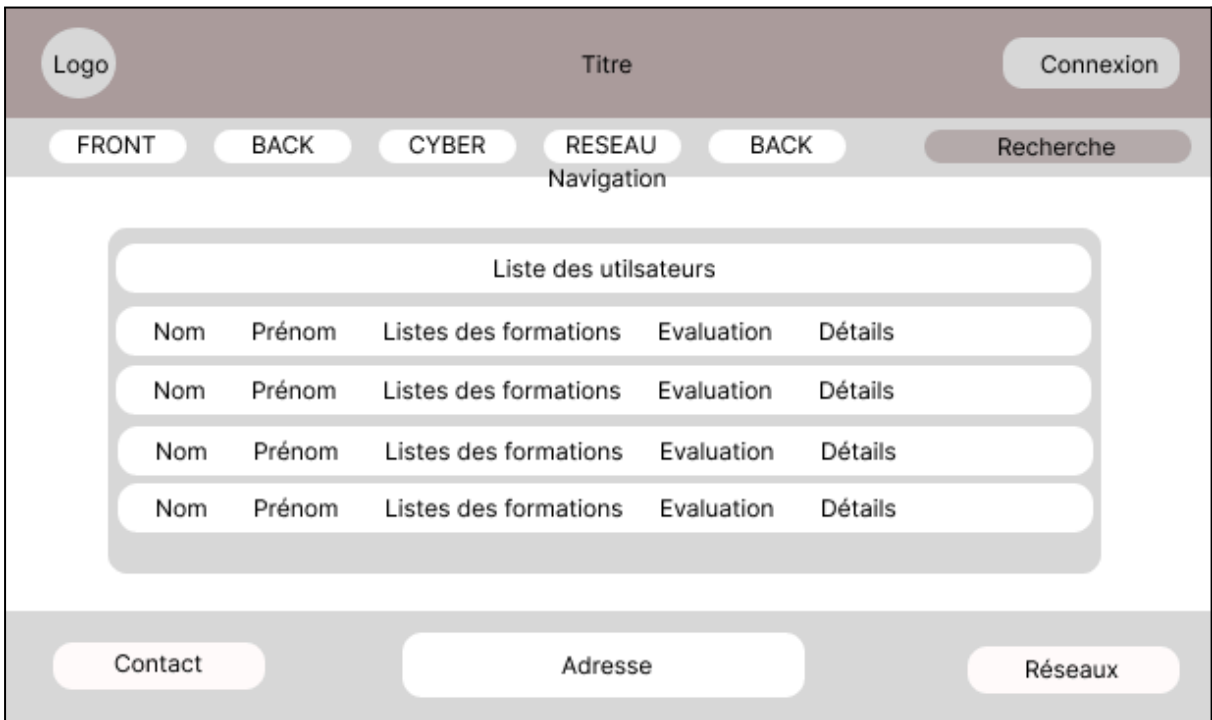 Logo Titre Connexion
FRONT BACK CYBER RESEAU BACK Recherche
Navigation
Liste des utilsateurs
Nom Prénom Listes des formations Evaluation Détails
Nom Prénom Listes des formations Evaluation Détails
Nom Prénom Listes des formations Evaluation Détails
Nom Prénom Listes des formations Evaluation Détails
Contact Adresse Réseaux